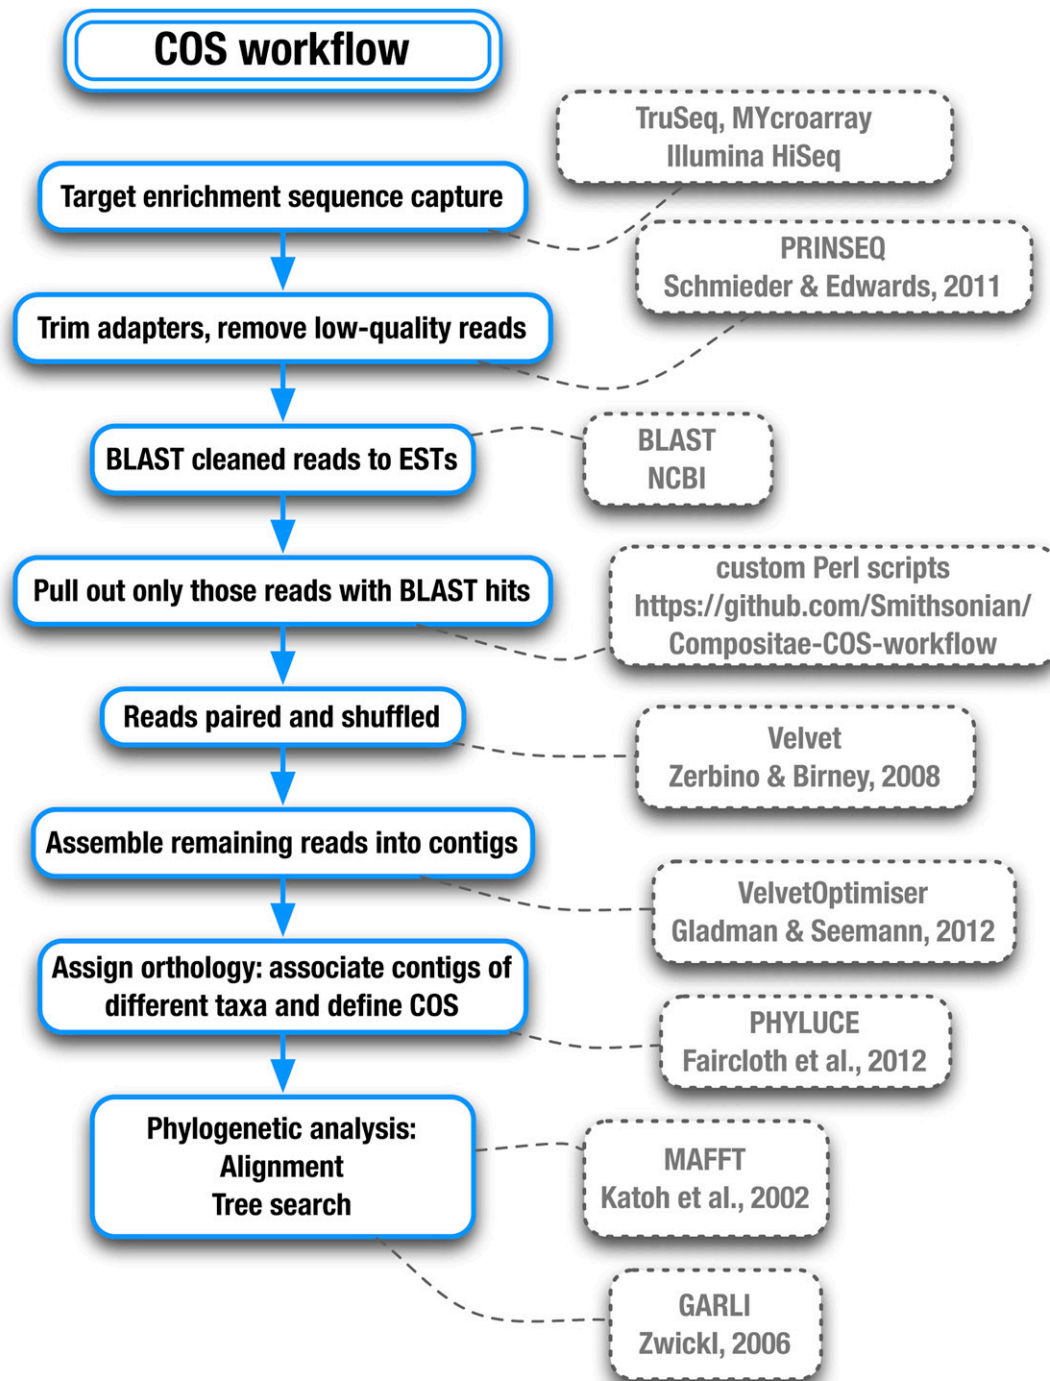 COS workflow
TruSeq, MYcroarray
Illumina HiSeq
Target enrichment sequence capture
PRINSEQ
Schmieder & Edwards, 2011
Trim adapters, remove low-quality reads
BLAST cleaned reads to ESTs
BLAST
NCBI
Pull out only those reads with BLAST hits
custom Perl scripts
https://github.com/Smithsonian/
Compositae-COS-workflow
Reads paired and shuffled
Velvet
Zerbino & Birney, 2008
Assemble remaining reads into contigs
VelvetOptimiser
Gladman & Seemann, 2012
Assign orthology: associate contigs of
different taxa and define COS
PHYLUCE
Faircloth et al., 2012
Phylogenetic analysis:
Alignment
Tree search
MAFFT
Katoh et al., 2002
GARLI
Zwickl, 2006